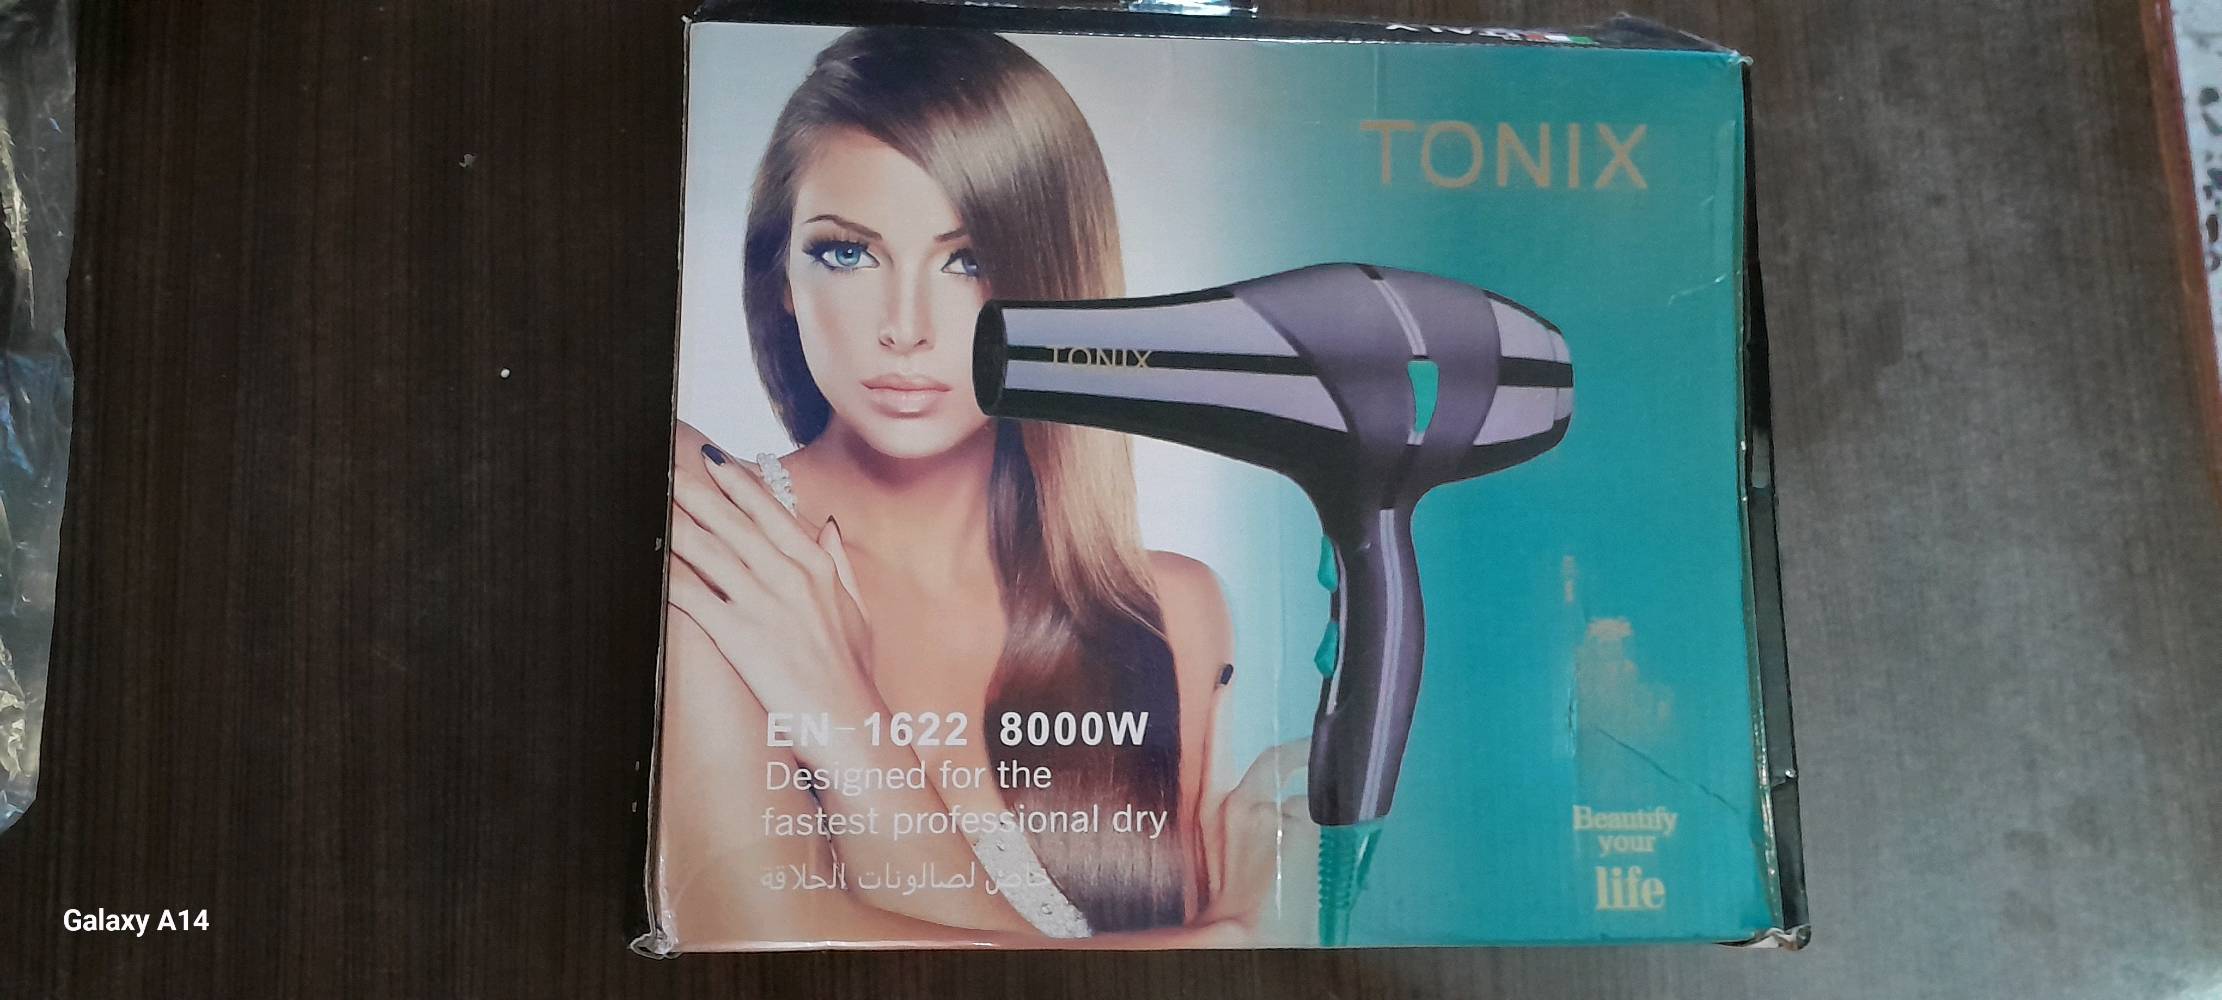 TONIX
TONIX
EN-1622 8000W
Designed for the
fastest professional dry
خاص لصالونات الحلاقة
Beautify
your
life
Galaxy A14